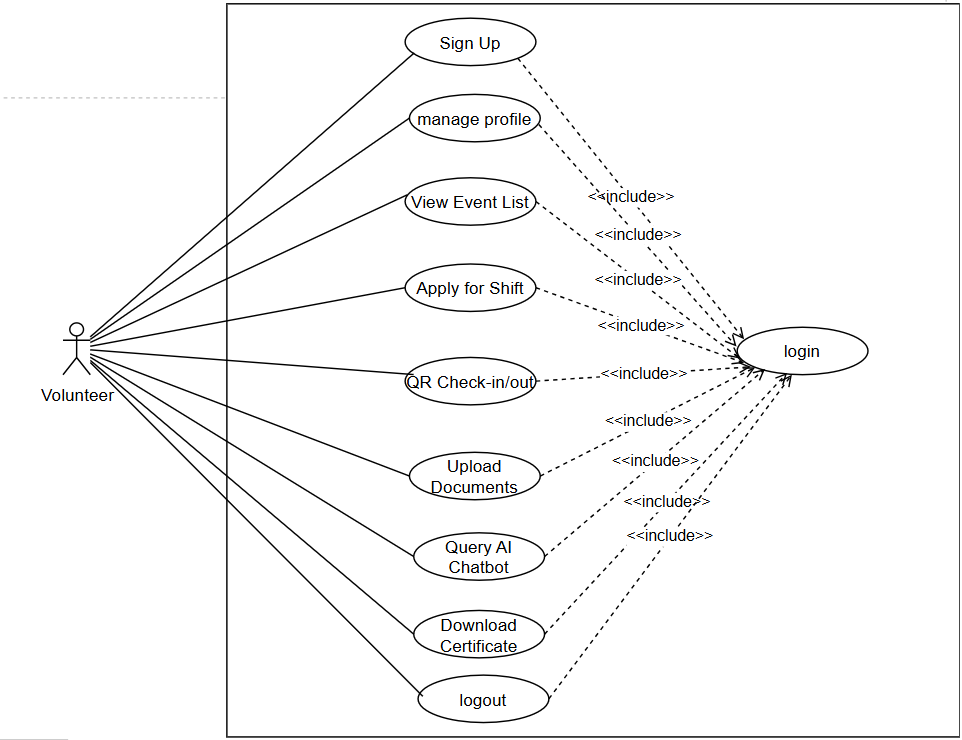 Sign Up
manage profile
View Event List
Apply for Shift
QR Check-in/out
Upload
Documents
Query AI
Chatbot
Download
Certificate
logout
Volunteer
<<include>>
<<include>>
<<include>>
<<include>>
<<include>>
<<include>>
<<include>>
<<include>>
<<include>>
login